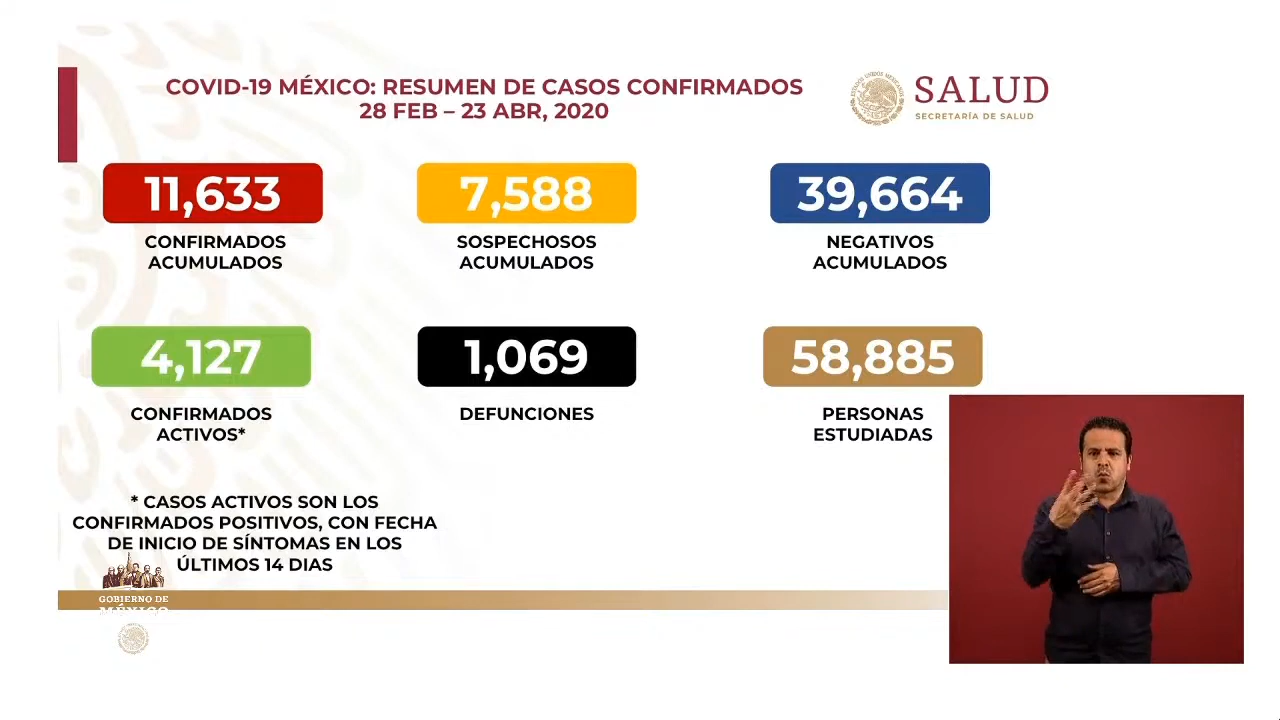 COVID-19 MÉXICO: RESUMEN DE CASOS CONFIRMADOS
28 FEB – 23 ABR, 2020
SALUD
SECRETARÍA DE SALUD
11,633
CONFIRMADOS
ACUMULADOS
7,588
SOSPECHOSOS
ACUMULADOS
39,664
NEGATIVOS
ACUMULADOS
4,127
CONFIRMADOS
ACTIVOS*
1,069
DEFUNCIONES
58,885
PERSONAS
ESTUDIADAS
* CASOS ACTIVOS SON LOS
CONFIRMADOS POSITIVOS, CON FECHA
DE INICIO DE SÍNTOMAS EN LOS
ÚLTIMOS 14 DIAS
GOBIERNO DE
MÉXICO